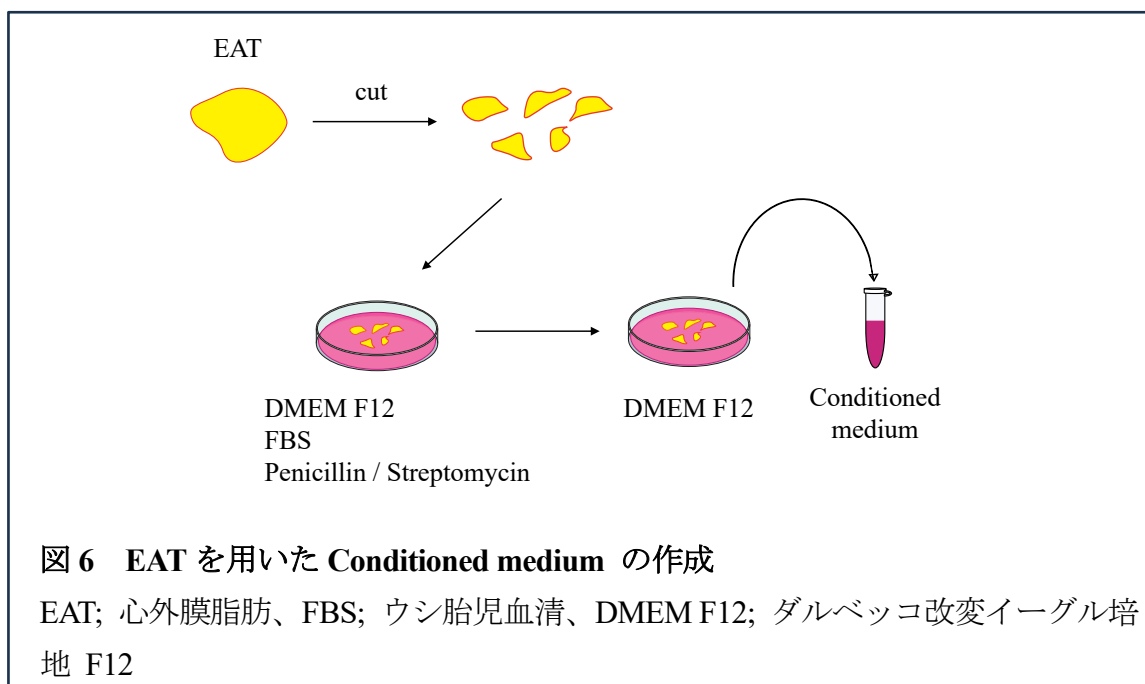 EAT
cut
DMEM F12
FBS
Penicillin / Streptomycin
DMEM F12
Conditioned
medium
図 6 EAT を用いた Conditioned medium の作成
EAT; 心外膜脂肪、FBS; ウシ胎児血清、DMEM F12; ダルベッコ改変イーグル培
地 F12